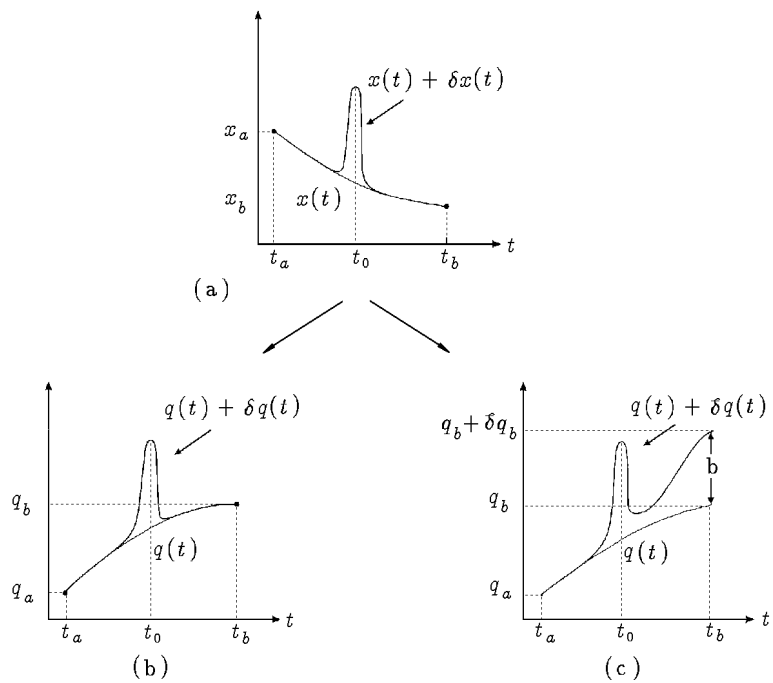 x(t) + δx(t)
x_a
x_b
x(t)
t_a t_0 t_b t
(a)
q(t) + δq(t)
q_b
q(t)
q_a
t_a t_0 t_b t
(b)
q(t) + δq(t)
q_b + δq_b
b
q_b
q(t)
q_a
t_a t_0 t_b t
(c)